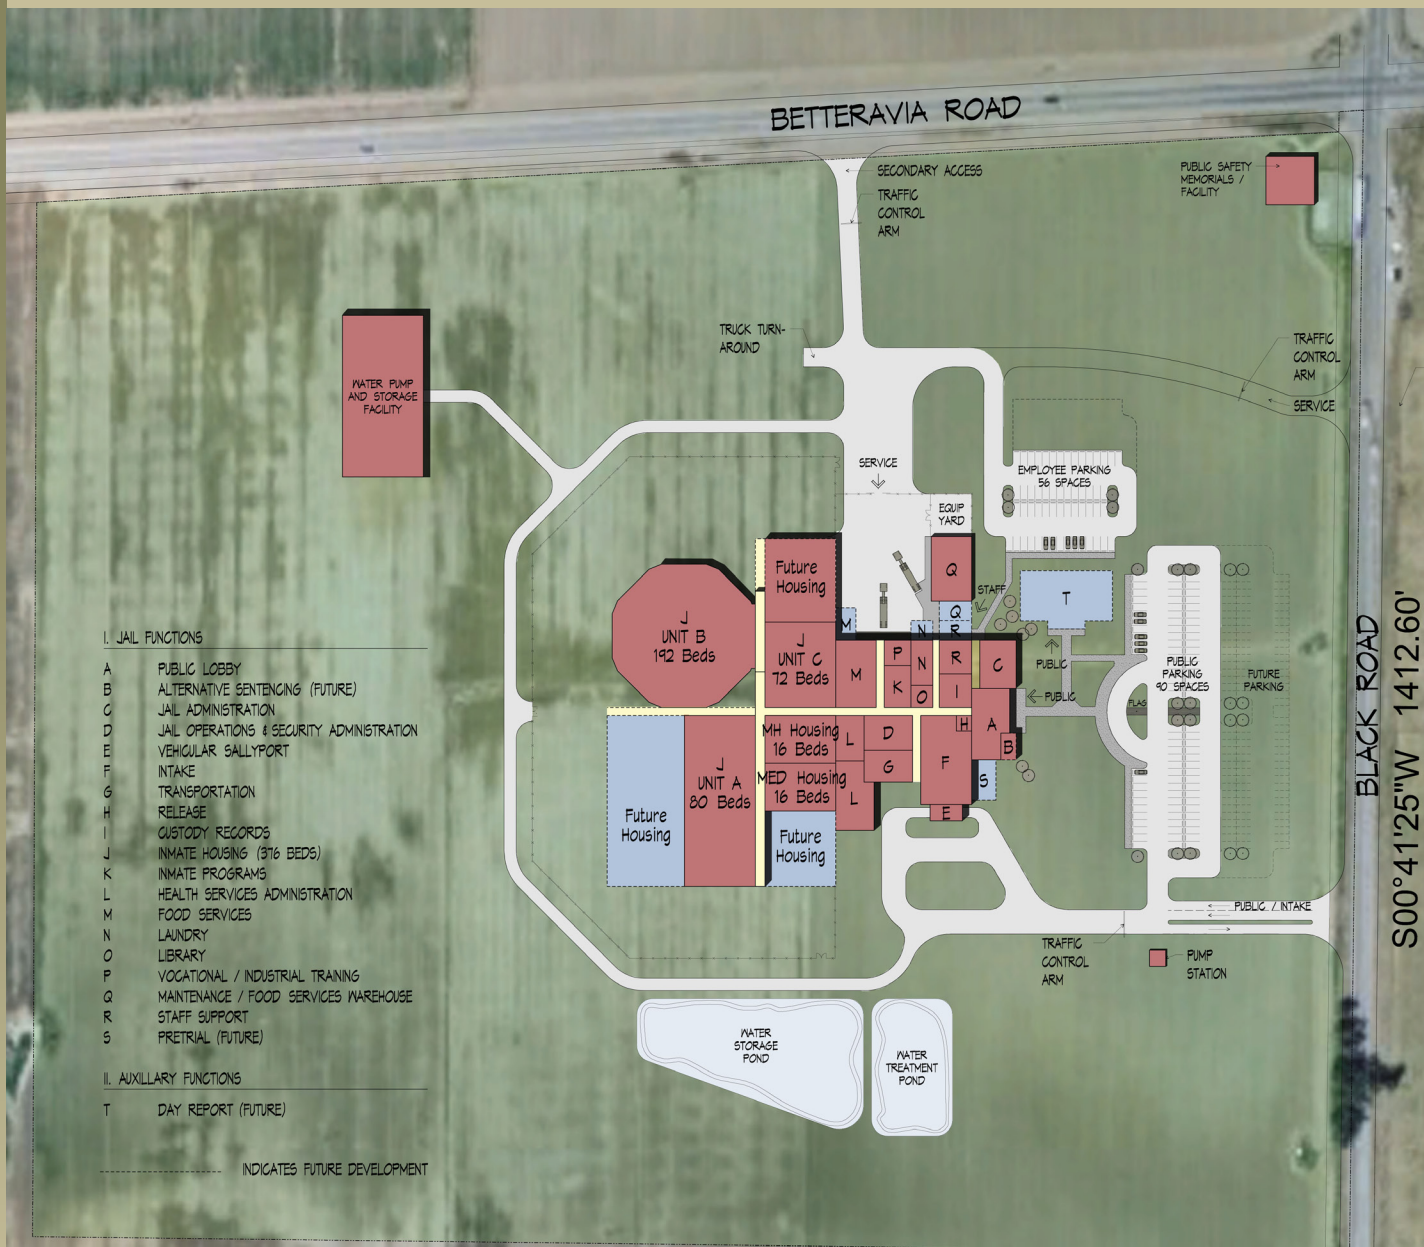 BETTERAVIA ROAD
SECONDARY ACCESS
TRAFFIC
CONTROL
ARM
PUBLIC SAFETY
MEMORIALS /
FACILITY
TRUCK TURN-
AROUND
TRAFFIC
CONTROL
ARM
SERVICE
WATER PUMP
AND STORAGE
FACILITY
SERVICE
EMPLOYEE PARKING
56 SPACES
EQUIP
YARD
Future
Housing
Q
STAFF
Q
T
J
UNIT B
192 Beds
M
N
R
J
UNIT C
72 Beds
M
P
K
N
O
R
I
C
PUBLIC
PUBLIC
PUBLIC
PARKING
90 SPACES
FUTURE
PARKING
FLAG
BLACK ROAD
S00°41'25"W 1412.60'
MH Housing
16 Beds
L
D
H
A
B
F
G
S
J
UNIT A
80 Beds
MED Housing
16 Beds
L
E
Future
Housing
Future
Housing
PUBLIC / INTAKE
TRAFFIC
CONTROL
ARM
PUMP
STATION
WATER
STORAGE
POND
WATER
TREATMENT
POND
I. JAIL FUNCTIONS
A PUBLIC LOBBY
B ALTERNATIVE SENTENCING (FUTURE)
C JAIL ADMINISTRATION
D JAIL OPERATIONS & SECURITY ADMINISTRATION
E VEHICULAR SALLYPORT
F INTAKE
G TRANSPORTATION
H RELEASE
I CUSTODY RECORDS
J INMATE HOUSING (376 BEDS)
K INMATE PROGRAMS
L HEALTH SERVICES ADMINISTRATION
M FOOD SERVICES
N LAUNDRY
O LIBRARY
P VOCATIONAL / INDUSTRIAL TRAINING
Q MAINTENANCE / FOOD SERVICES WAREHOUSE
R STAFF SUPPORT
S PRETRIAL (FUTURE)
II. AUXILLARY FUNCTIONS
T DAY REPORT (FUTURE)
INDICATES FUTURE DEVELOPMENT